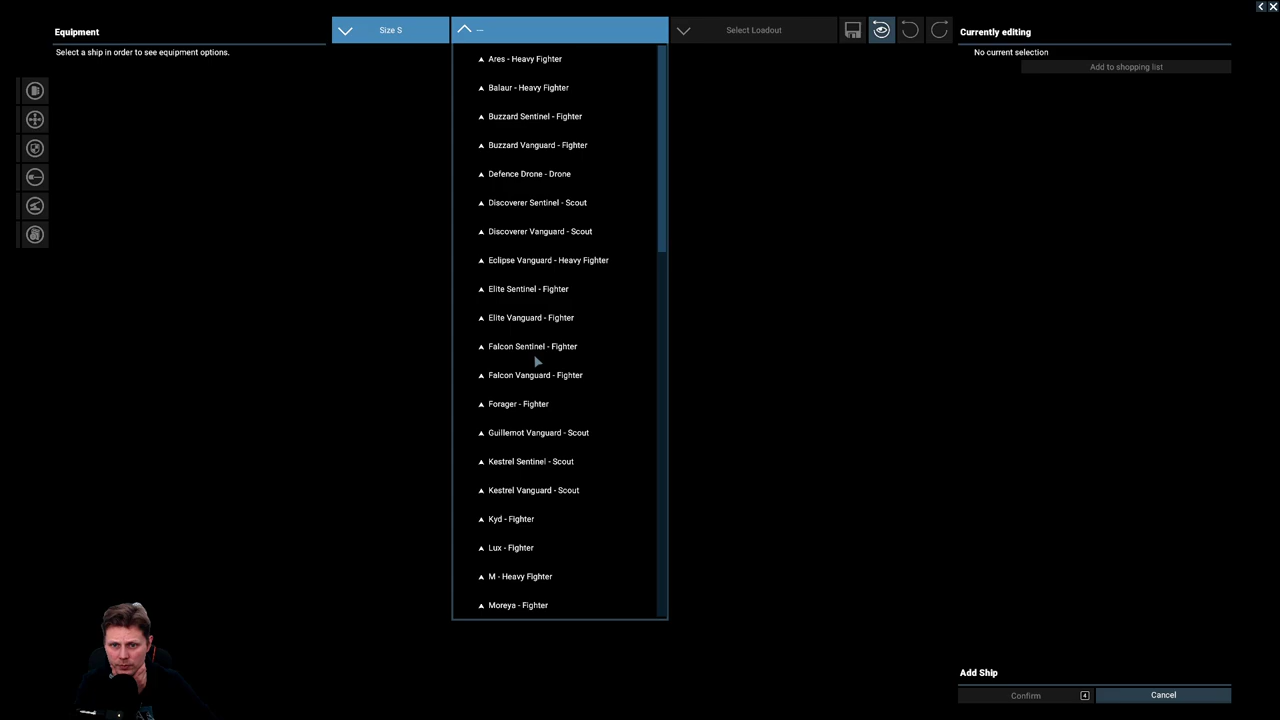 Equipment
Select a ship in order to see equipment options.
Size S
--
Select Loadout
Currently editing
No current selection
Add to shopping list
Ares - Heavy Fighter
Balaur - Heavy Fighter
Buzzard Sentinel - Fighter
Buzzard Vanguard - Fighter
Defence Drone - Drone
Discoverer Sentinel - Scout
Discoverer Vanguard - Scout
Eclipse Vanguard - Heavy Fighter
Elite Sentinel - Fighter
Elite Vanguard - Fighter
Falcon Sentinel - Fighter
Falcon Vanguard - Fighter
Forager - Fighter
Guillemot Vanguard - Scout
Kestrel Sentinel - Scout
Kestrel Vanguard - Scout
Kyd - Fighter
Lux - Fighter
M - Heavy Fighter
Moreya - Fighter
Add Ship
Confirm 4
Cancel